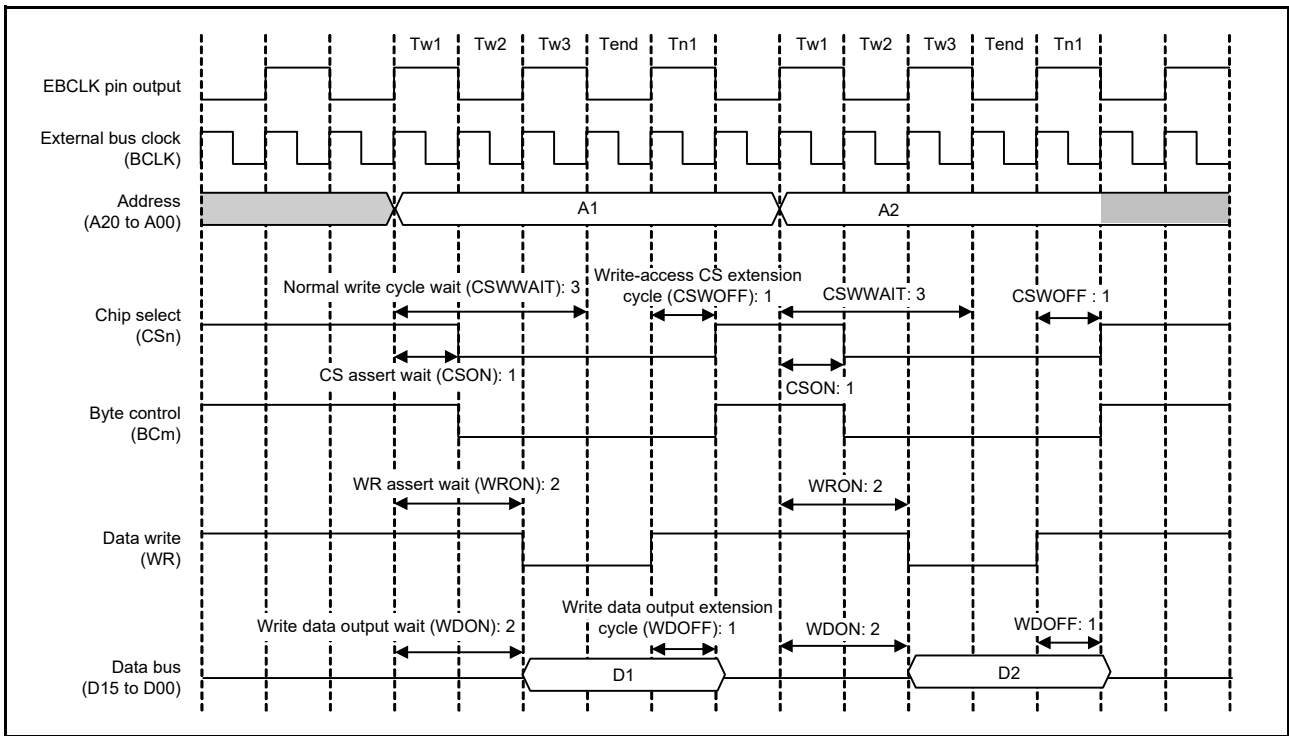 Tw1 Tw2 Tw3 Tend Tn1 Tw1 Tw2 Tw3 Tend Tn1
EBCLK pin output
External bus clock
(BCLK)
Address
(A20 to A00)
A1 A2
Normal write cycle wait (CSWWAIT): 3
Write-access CS extension
cycle (CSWOFF): 1
CSWWAIT: 3
CSWOFF : 1
Chip select
(CSn)
CS assert wait (CSON): 1
CSON: 1
Byte control
(BCm)
WR assert wait (WRON): 2
WRON: 2
Data write
(WR)
Write data output wait (WDON): 2
Write data output extension
cycle (WDOFF): 1
WDON: 2
WDOFF: 1
Data bus
(D15 to D00)
D1 D2